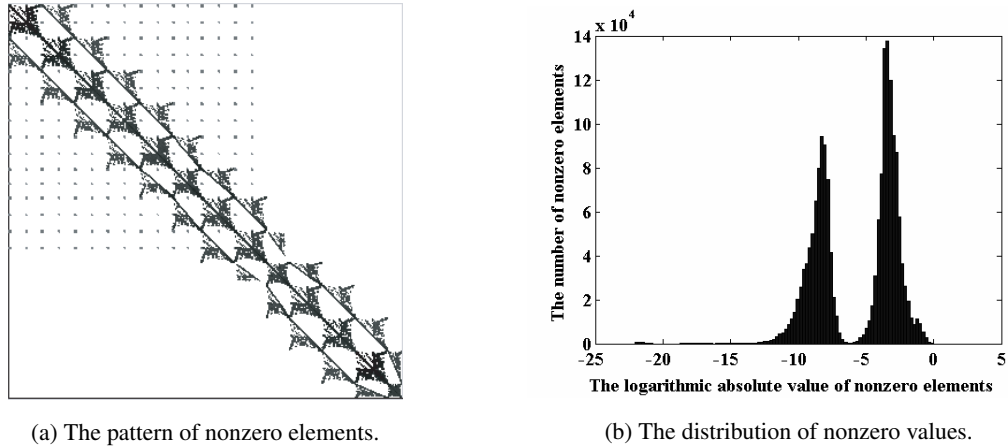 x 10^4
14
12
10
8
6
4
2
0
-25 -20 -15 -10 -5 0 5
The number of nonzero elements
The logarithmic absolute value of nonzero elements
(a) The pattern of nonzero elements.
(b) The distribution of nonzero values.